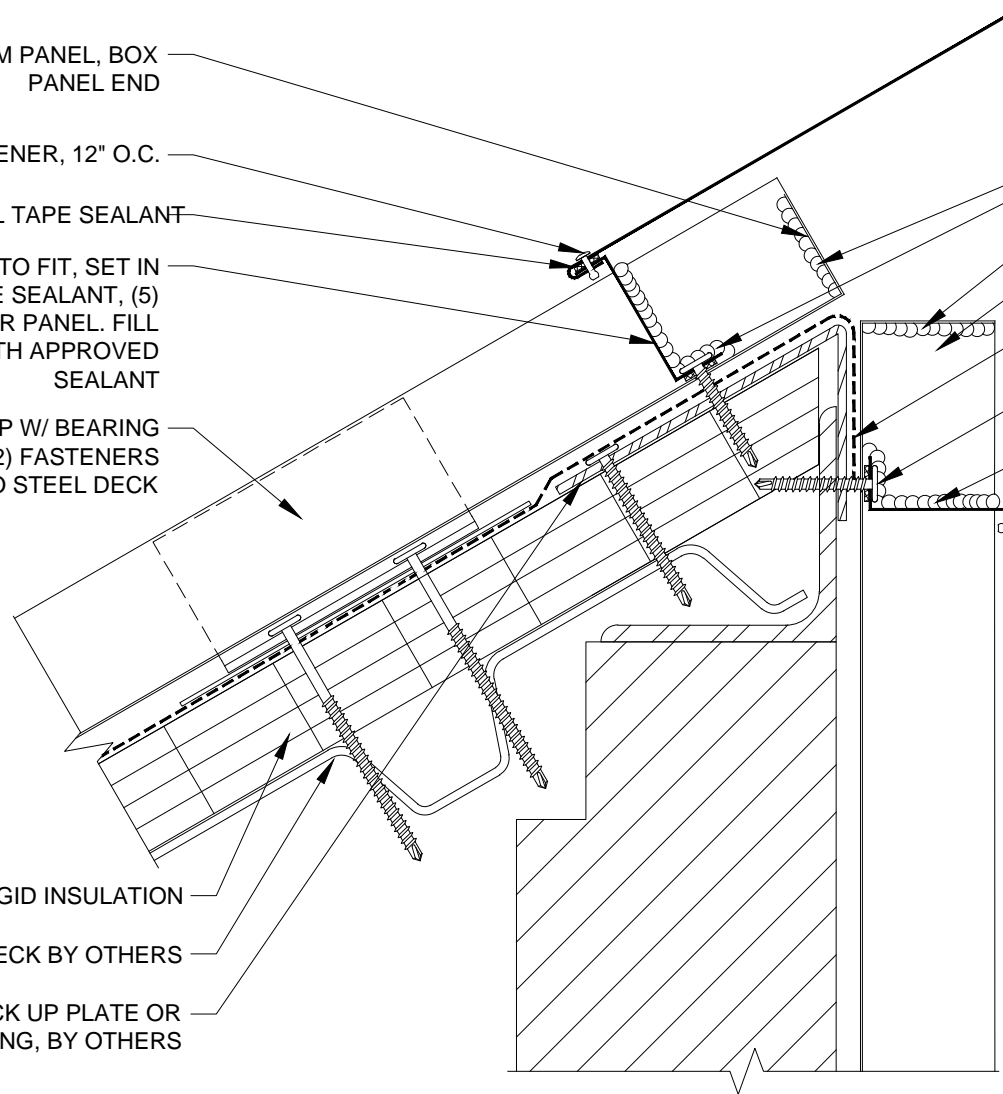 M PANEL, BOX
PANEL END
ENER, 12" O.C.
L TAPE SEALANT
TO FIT, SET IN
E SEALANT, (5)
R PANEL. FILL
TH APPROVED
SEALANT
P W/ BEARING
2) FASTENERS
O STEEL DECK
GID INSULATION
ECK BY OTHERS
CK UP PLATE OR
NG, BY OTHERS